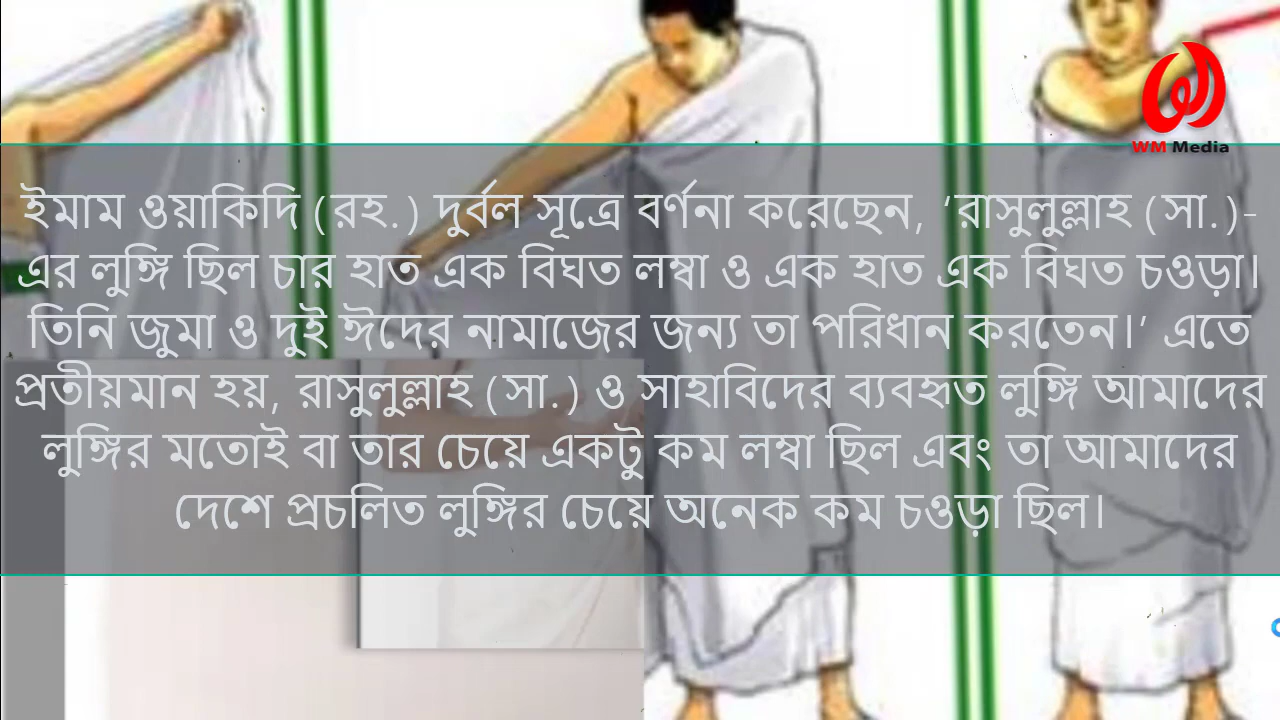 WM Media
ইমাম ওয়াকিদি (রহ.) দুর্বল সূত্রে বর্ণনা করেছেন, ‘রাসুলুল্লাহ (সা.)-
এর লুঙ্গি ছিল চার হাত এক বিঘত লম্বা ও এক হাত এক বিঘত চওড়া।
তিনি জুমা ও দুই ঈদের নামাজের জন্য তা পরিধান করতেন।’ এতে
প্রতীয়মান হয়, রাসুলুল্লাহ (সা.) ও সাহাবিদের ব্যবহৃত লুঙ্গি আমাদের
লুঙ্গির মতোই বা তার চেয়ে একটু কম লম্বা ছিল এবং তা আমাদের
দেশে প্রচলিত লুঙ্গির চেয়ে অনেক কম চওড়া ছিল।